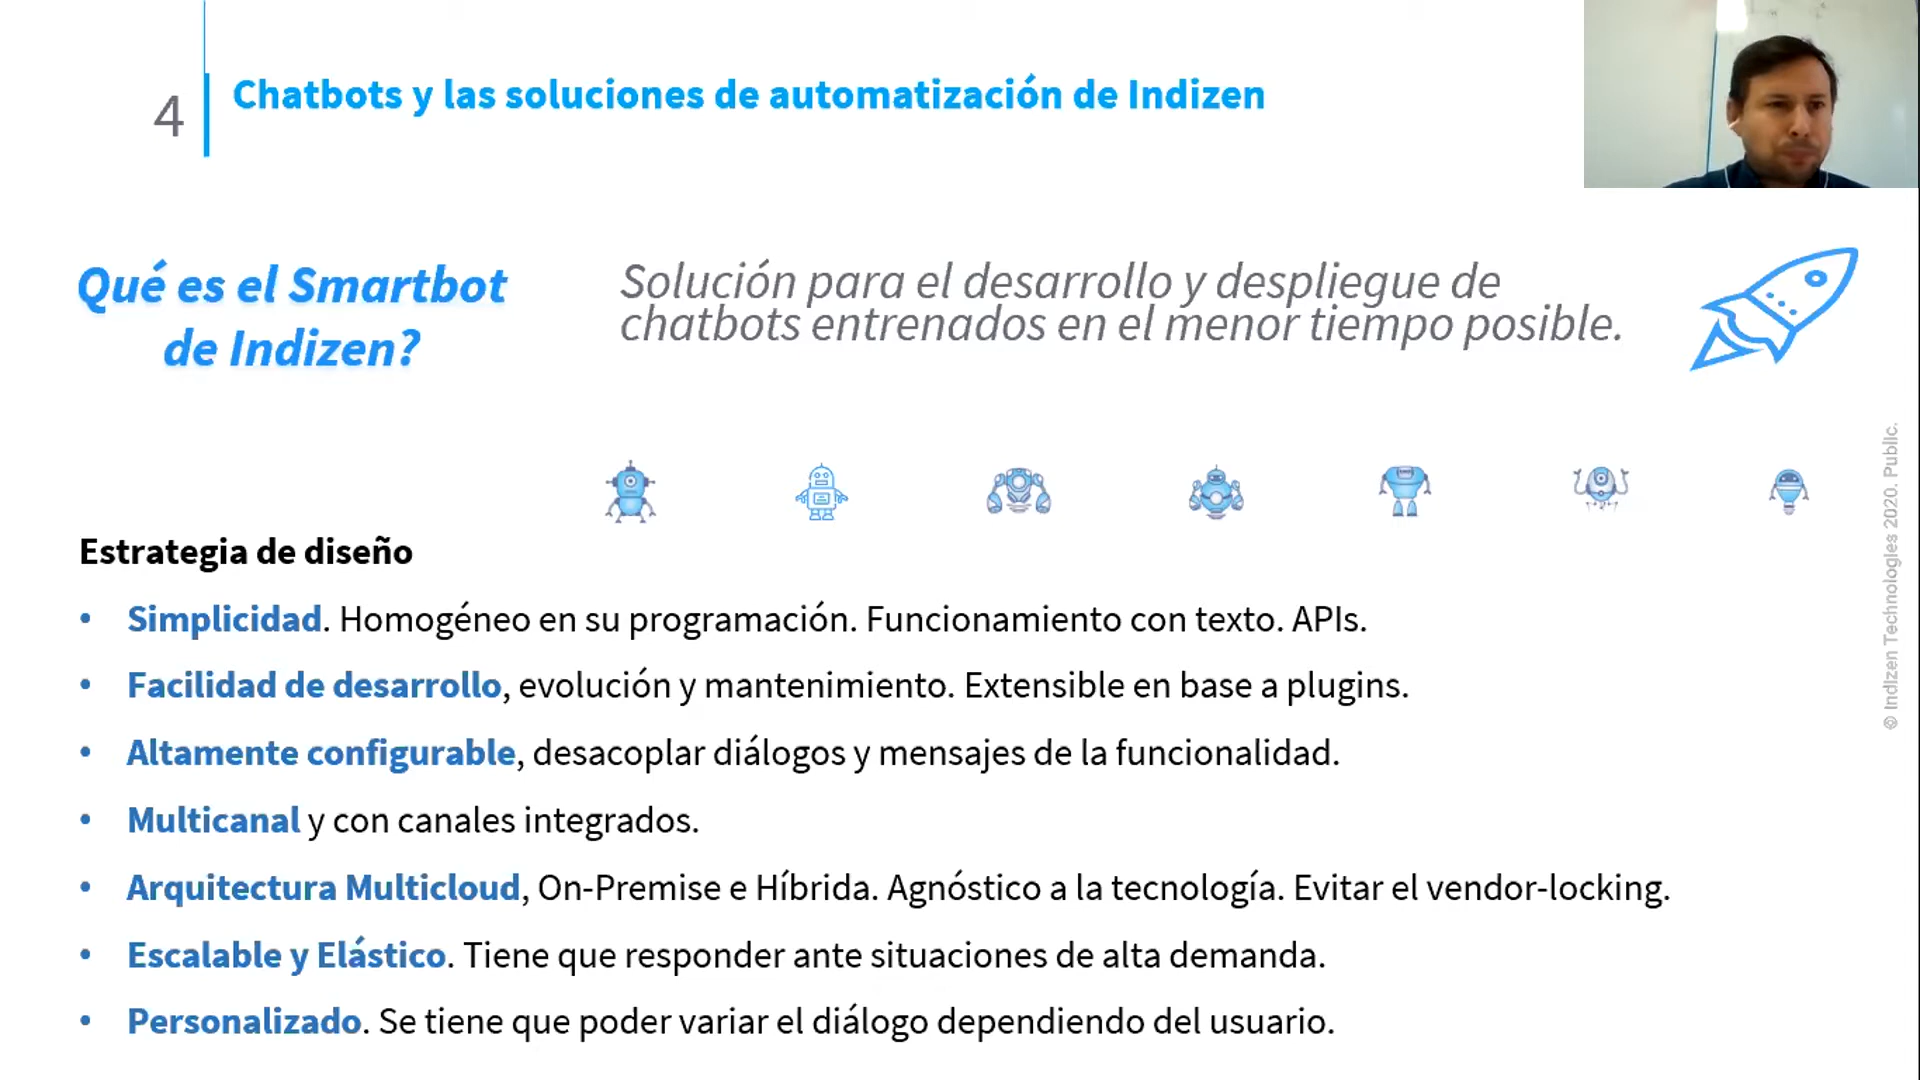 4
Chatbots y las soluciones de automatización de Indizen
Qué es el Smartbot
de Indizen?
Solución para el desarrollo y despliegue de
chatbots entrenados en el menor tiempo posible.
Estrategia de diseño
• Simplicidad. Homogéneo en su programación. Funcionamiento con texto. APIs.
• Facilidad de desarrollo, evolución y mantenimiento. Extensible en base a plugins.
• Altamente configurable, desacoplar diálogos y mensajes de la funcionalidad.
• Multicanal y con canales integrados.
• Arquitectura Multicloud, On-Premise e Híbrida. Agnóstico a la tecnología. Evitar el vendor-locking.
• Escalable y Elástico. Tiene que responder ante situaciones de alta demanda.
• Personalizado. Se tiene que poder variar el diálogo dependiendo del usuario.
© Indizen Technologies 2020. Public.